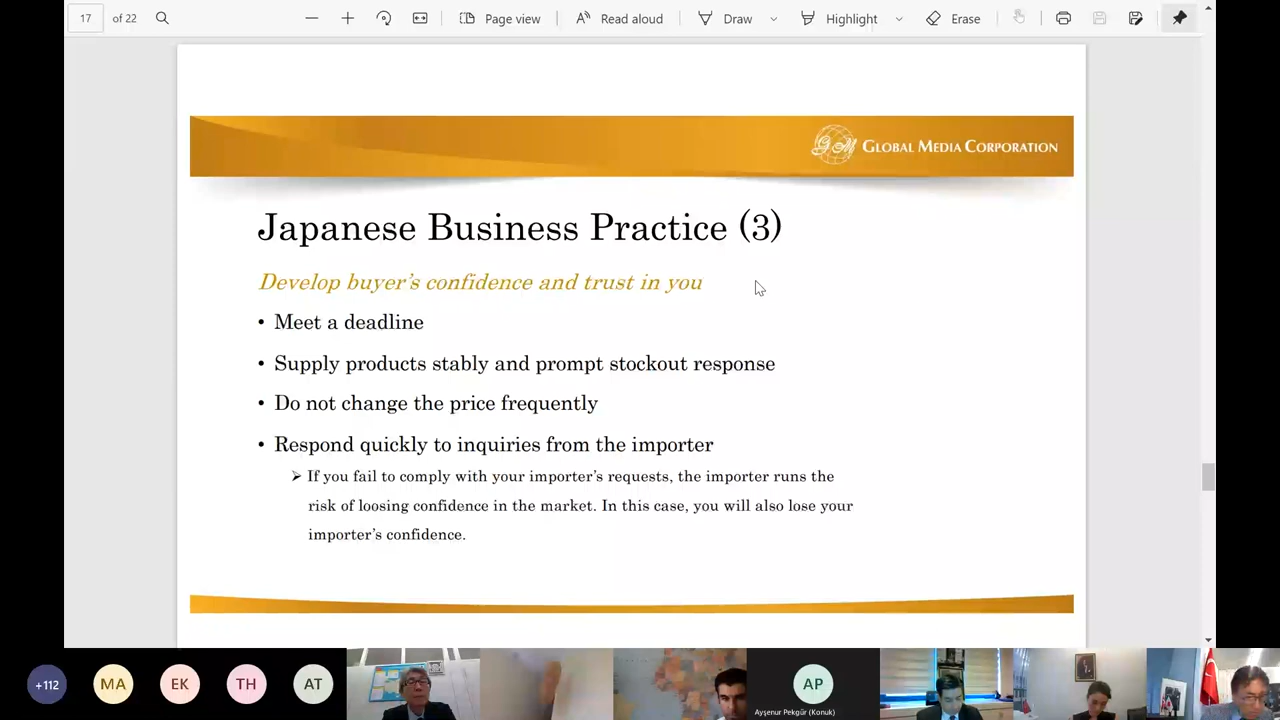 17 of 22 Page view Read aloud Draw Highlight Erase
GLOBAL MEDIA CORPORATION
Japanese Business Practice (3)
Develop buyer's confidence and trust in you
• Meet a deadline
• Supply products stably and prompt stockout response
• Do not change the price frequently
• Respond quickly to inquiries from the importer
➢ If you fail to comply with your importer's requests, the importer runs the
risk of loosing confidence in the market. In this case, you will also lose your
importer's confidence.
+112 MA EK TH AT AP
Ayşenur Pekgür (Konuk)